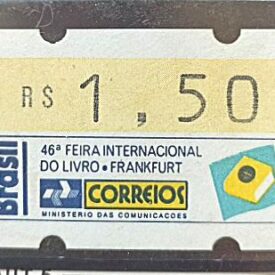 R$ 1,50
Brasil
46ª FEIRA INTERNACIONAL
DO LIVRO • FRANKFURT
CORREIOS
MINISTERIO DAS COMUNICACOES